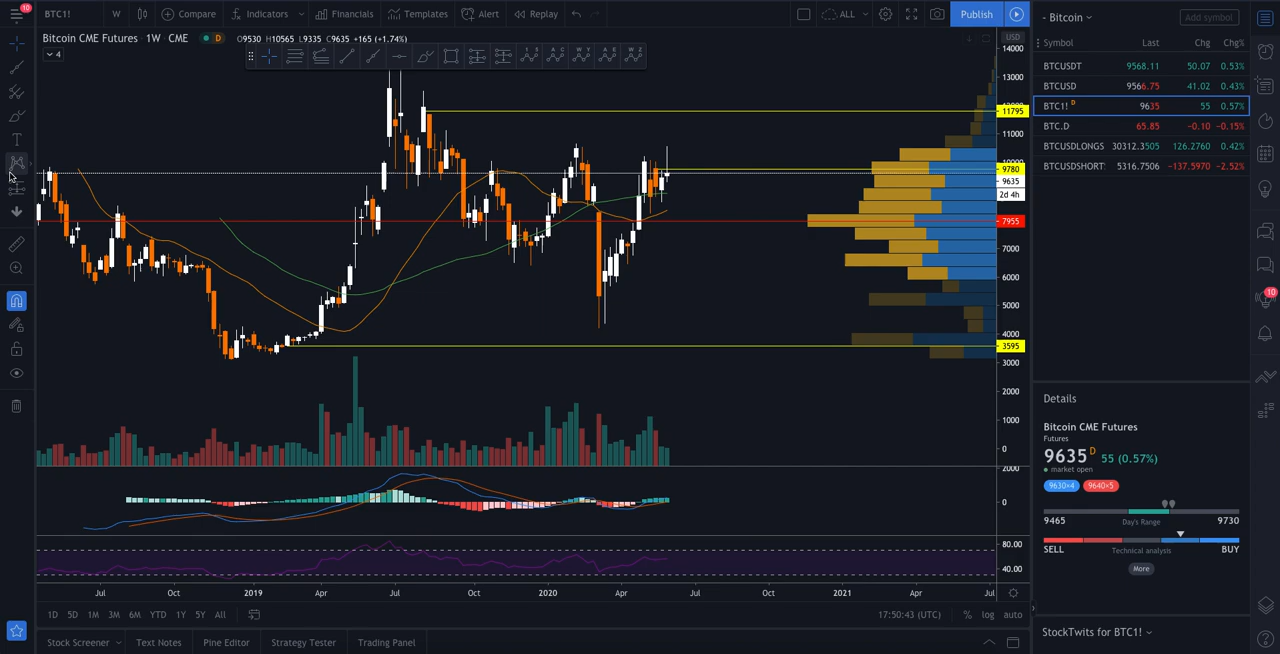 10 BTC1! W Compare Indicators Financials Templates Alert Replay ALL Publish
Bitcoin CME Futures · 1W · CME D O9530 H10565 L9335 C9635 +165 (+1.74%)
4
1 5 A C W Y A E W Z
USD
14000
13000
11795
11000
9780
9635
2d 4h
7955
7000
6000
5000
4000
3595
3000
2000
1000
0
2000
0
80.00
40.00
Jul Oct 2019 Apr Jul Oct 2020 Apr Jul Oct 2021 Apr Jul
1D 5D 1M 3M 6M YTD 1Y 5Y All 17:50:43 (UTC) % log auto
Stock Screener Text Notes Pine Editor Strategy Tester Trading Panel
- Bitcoin Add symbol
Symbol Last Chg Chg%
BTCUSDT 9568.11 50.07 0.53%
BTCUSD 9566.75 41.02 0.43%
BTC1! D 9635 55 0.57%
BTC.D 65.85 −0.10 −0.15%
BTCUSDLONGS 30312.3505 126.2760 0.42%
BTCUSDSHORT 5316.7506 −137.5970 −2.52%
10
Details
Bitcoin CME Futures
Futures
9635 D 55 (0.57%)
market open
9630×4 9640×5
9465 Day's Range 9730
SELL Technical analysis BUY
More
StockTwits for BTC1!